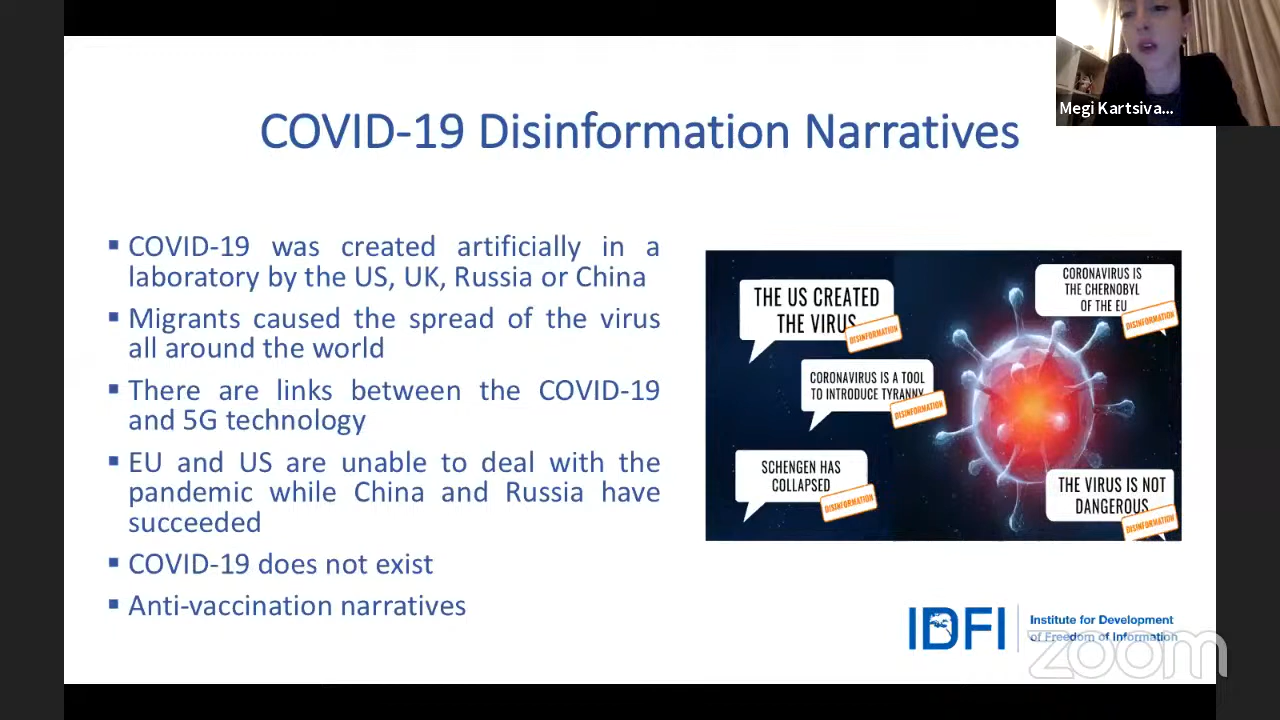 Megi Kartsiva...
COVID-19 Disinformation Narratives
▪ COVID-19 was created artificially in a
laboratory by the US, UK, Russia or China
▪ Migrants caused the spread of the virus
all around the world
▪ There are links between the COVID-19
and 5G technology
▪ EU and US are unable to deal with the
pandemic while China and Russia have
succeeded
▪ COVID-19 does not exist
▪ Anti-vaccination narratives
THE US CREATED
THE VIRUS
DISINFORMATION
CORONAVIRUS IS
THE CHERNOBYL
OF THE EU
DISINFORMATION
CORONAVIRUS IS A TOOL
TO INTRODUCE TYRANNY
DISINFORMATION
SCHENGEN HAS
COLLAPSED
DISINFORMATION
THE VIRUS IS NOT
DANGEROUS
DISINFORMATION
IDFI
Institute for Development
of Freedom of Information
zoom